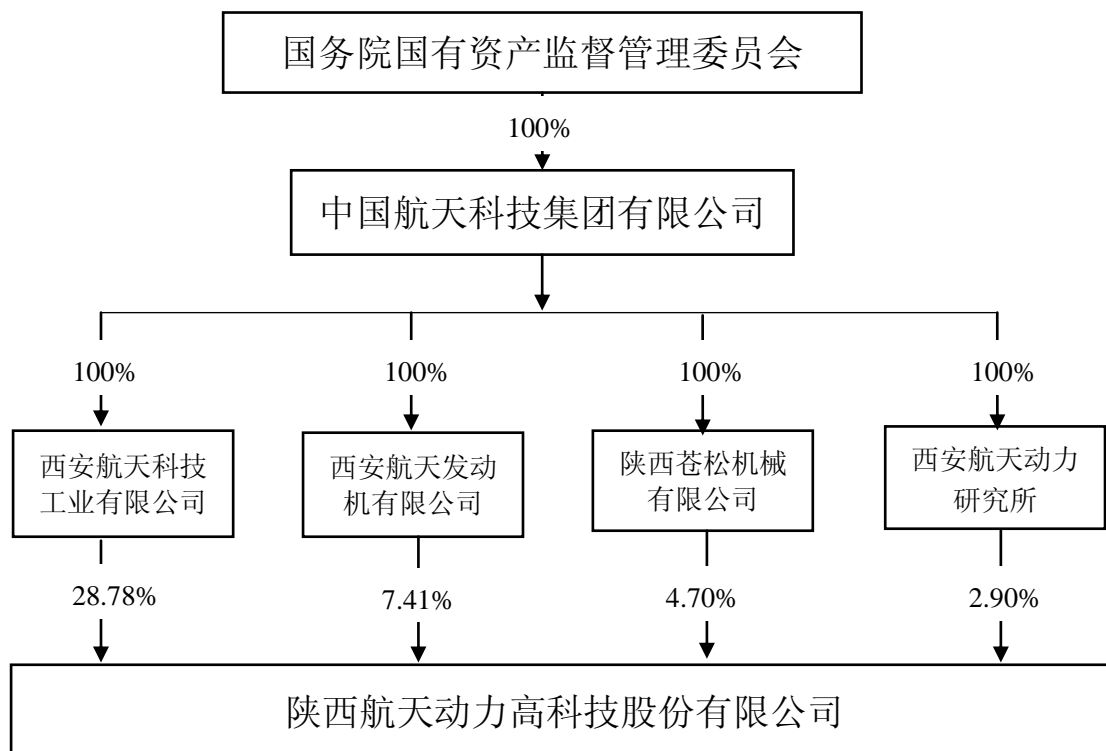 国务院国有资产监督管理委员会
100%
中国航天科技集团有限公司
100%
100%
100%
100%
西安航天科技
工业有限公司
西安航天发动
机有限公司
陕西苍松机械
有限公司
西安航天动力
研究所
28.78%
7.41%
4.70%
2.90%
陕西航天动力高科技股份有限公司